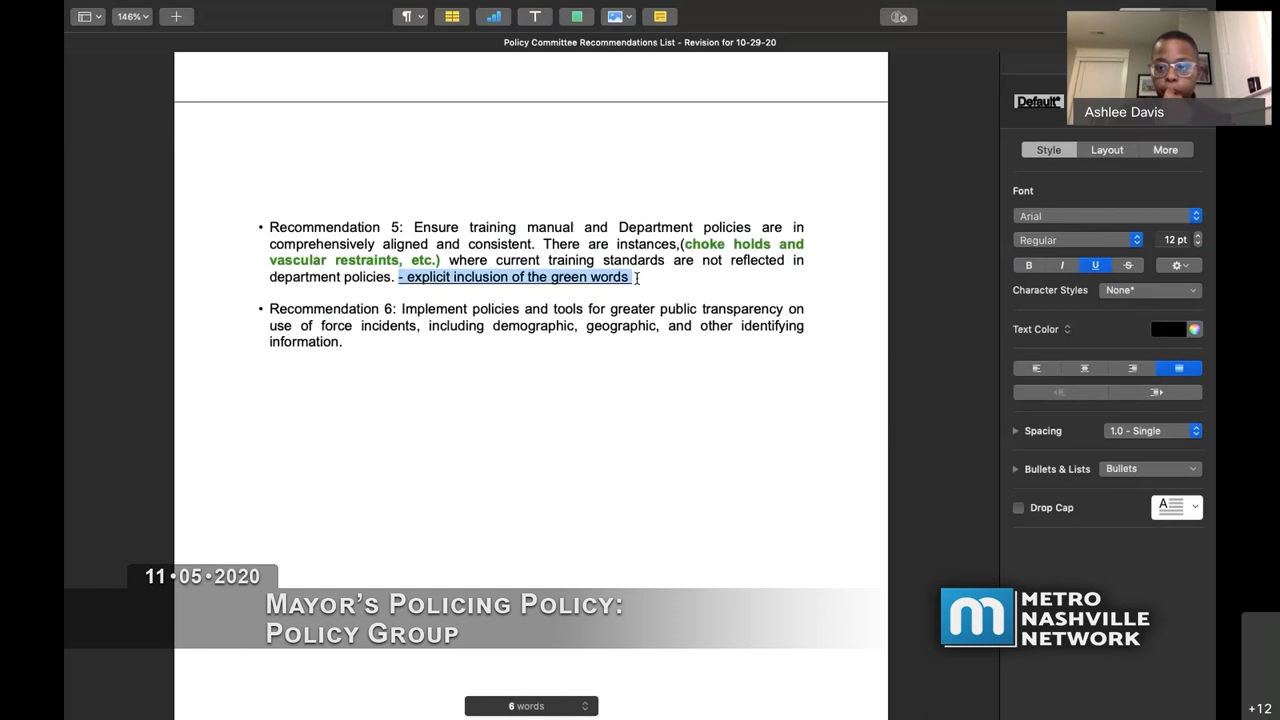 146%
Policy Committee Recommendations List - Revision for 10-29-20
Ashlee Davis
Default*
Style Layout More
Font
Arial
Regular 12 pt
B I U S
Character Styles None*
Text Color
Spacing 1.0 - Single
Bullets & Lists Bullets
Drop Cap A
• Recommendation 5: Ensure training manual and Department policies are in
comprehensively aligned and consistent. There are instances,(choke holds and
vascular restraints, etc.) where current training standards are not reflected in
department policies. - explicit inclusion of the green words
• Recommendation 6: Implement policies and tools for greater public transparency on
use of force incidents, including demographic, geographic, and other identifying
information.
11•05•2020
MAYOR'S POLICING POLICY:
POLICY GROUP
m METRO
NASHVILLE
NETWORK
6 words
+12